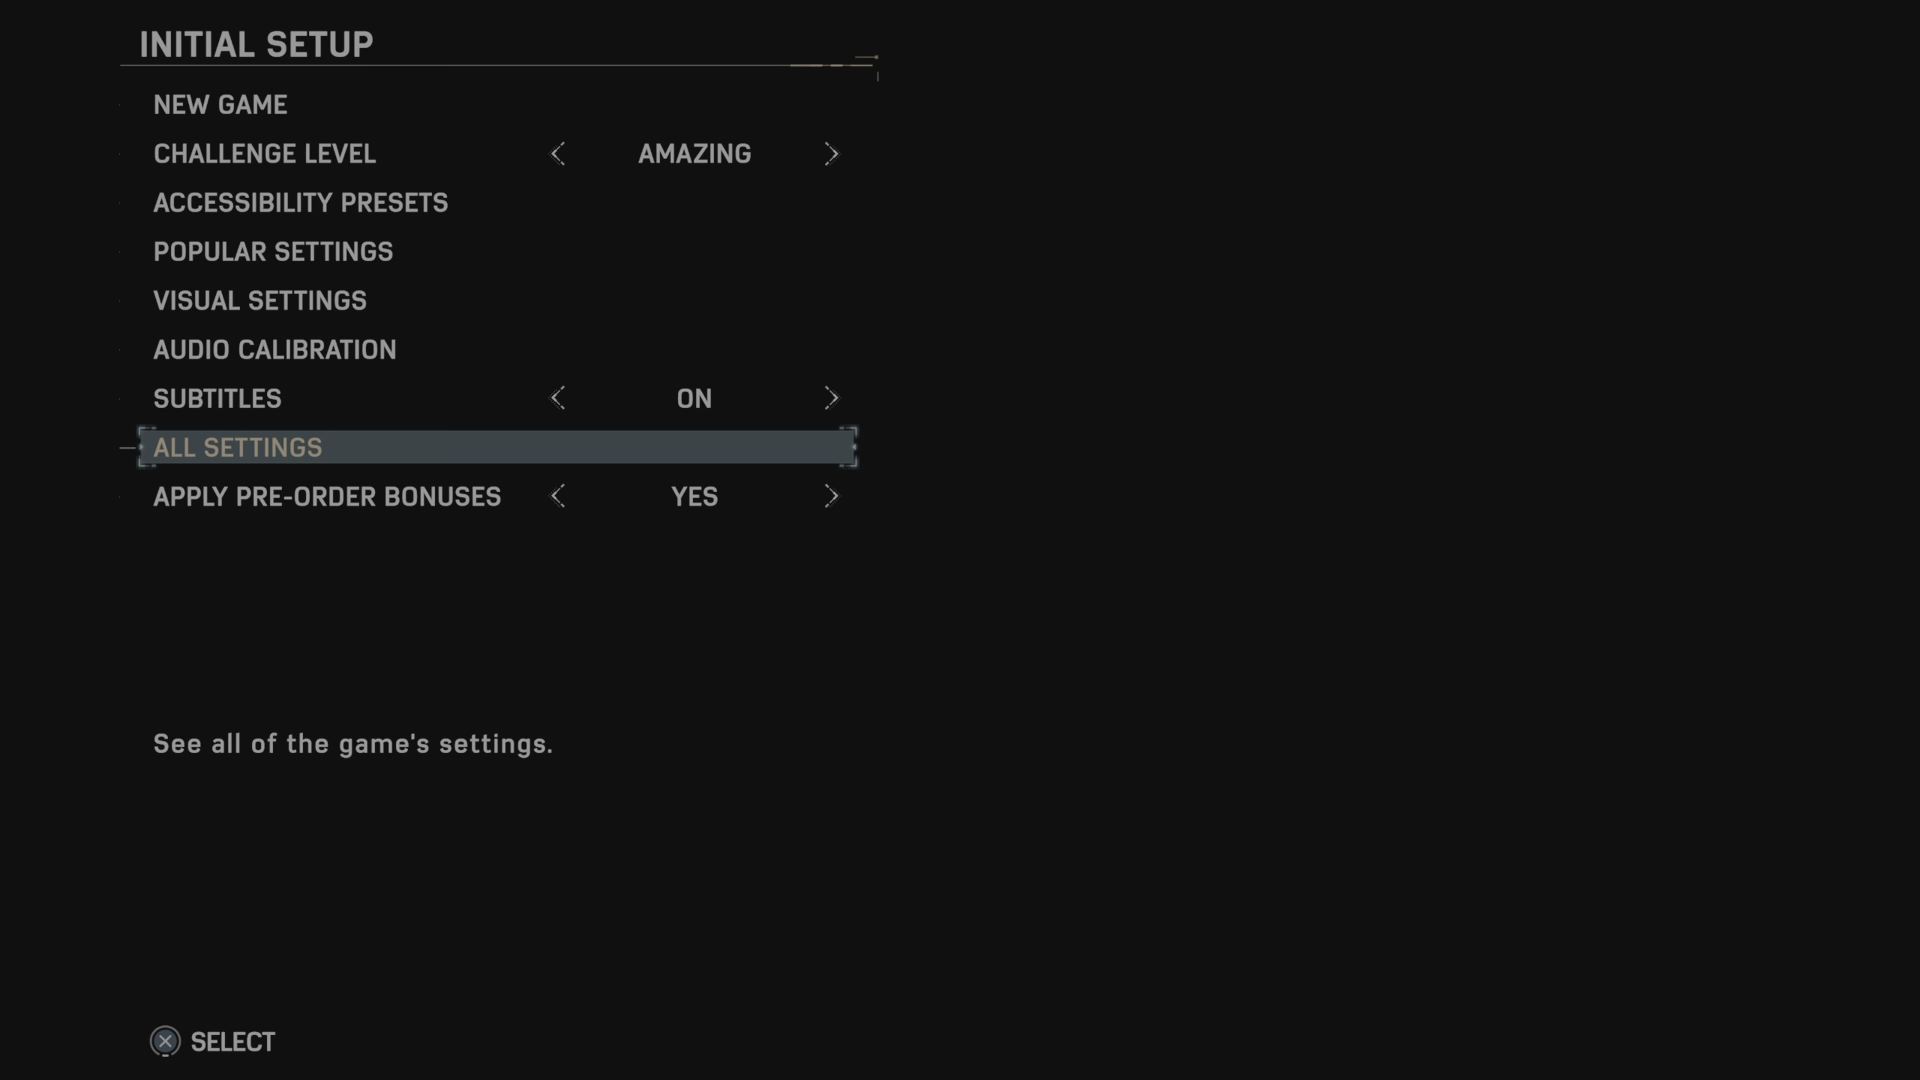 INITIAL SETUP
NEW GAME
CHALLENGE LEVEL AMAZING
ACCESSIBILITY PRESETS
POPULAR SETTINGS
VISUAL SETTINGS
AUDIO CALIBRATION
SUBTITLES ON
ALL SETTINGS
APPLY PRE-ORDER BONUSES YES
See all of the game's settings.
SELECT